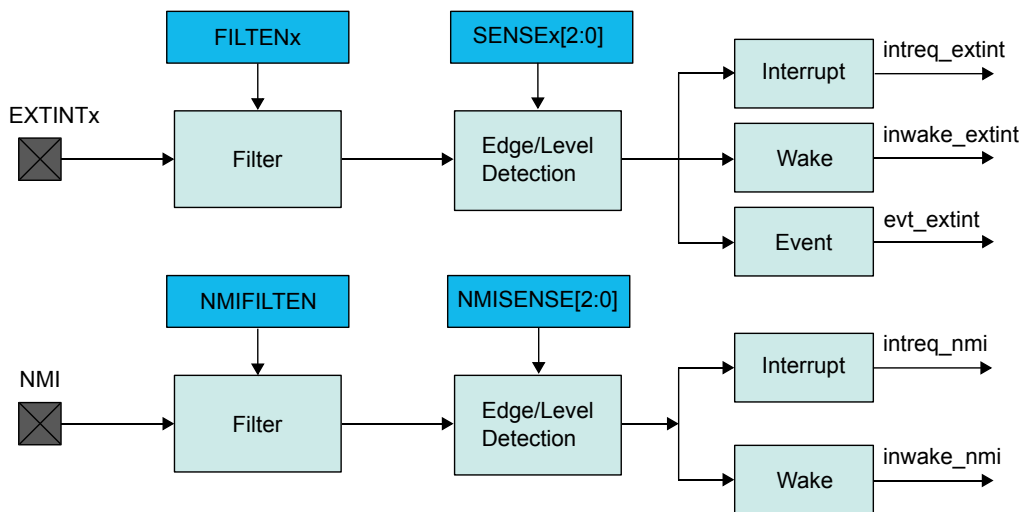 FILTENx
SENSEx[2:0]
EXTINTx
Filter
Edge/Level
Detection
Interrupt
intreq_extint
Wake
inwake_extint
Event
evt_extint
NMIFILTEN
NMISENSE[2:0]
NMI
Filter
Edge/Level
Detection
Interrupt
intreq_nmi
Wake
inwake_nmi